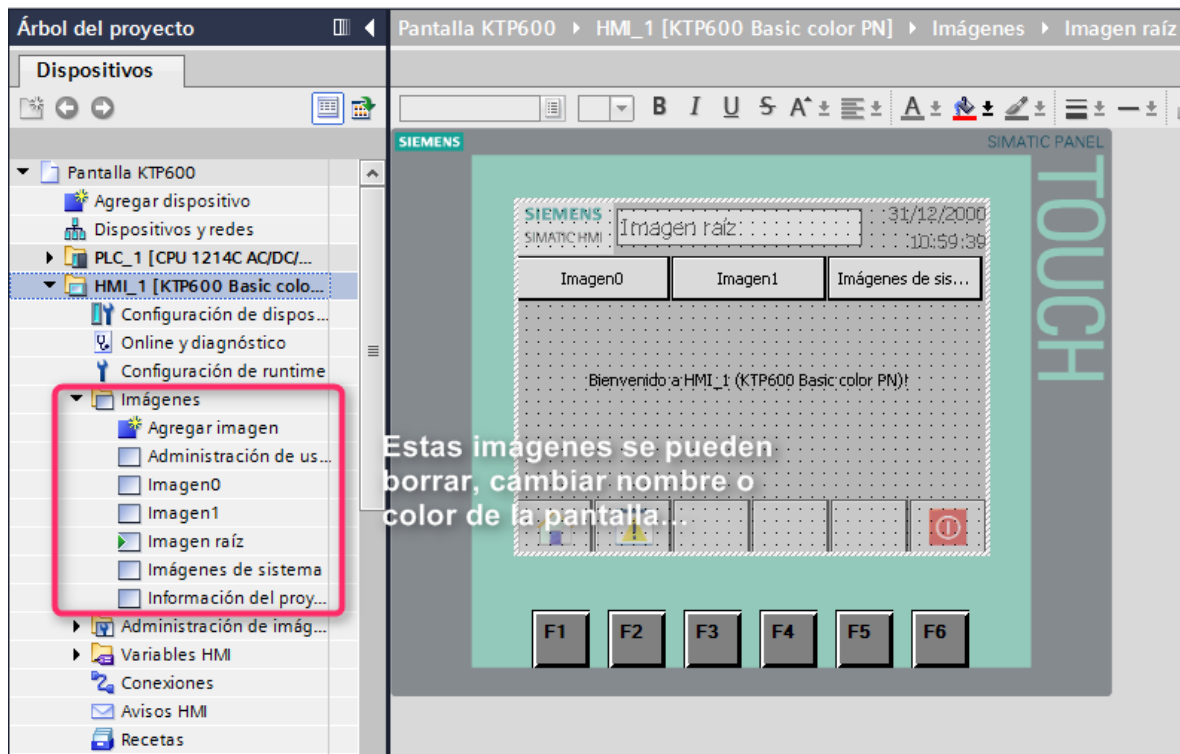 Árbol del proyecto
Pantalla KTP600 HMI_1 [KTP600 Basic color PN] Imágenes Imagen raíz
Dispositivos
B I U S A A
Pantalla KTP600
Agregar dispositivo
Dispositivos y redes
PLC_1 [CPU 1214C AC/DC/...
HMI_1 [KTP600 Basic colo...
Configuración de dispos...
Online y diagnóstico
Configuración de runtime
Imágenes
Agregar imagen
Administración de us...
Imagen0
Imagen1
Imagen raíz
Imágenes de sistema
Información del proy...
Administración de imág...
Variables HMI
Conexiones
Avisos HMI
Recetas
SIEMENS
SIMATIC PANEL
TOUCH
SIEMENS
SIMATIC HMI
Imagen raíz
31/12/2000
10:59:39
Imagen0 Imagen1 Imágenes de sis...
Bienvenido a HMI_1 (KTP600 Basic color PN)!
Estas imágenes se pueden
borrar, cambiar nombre o
color de la pantalla...
F1 F2 F3 F4 F5 F6